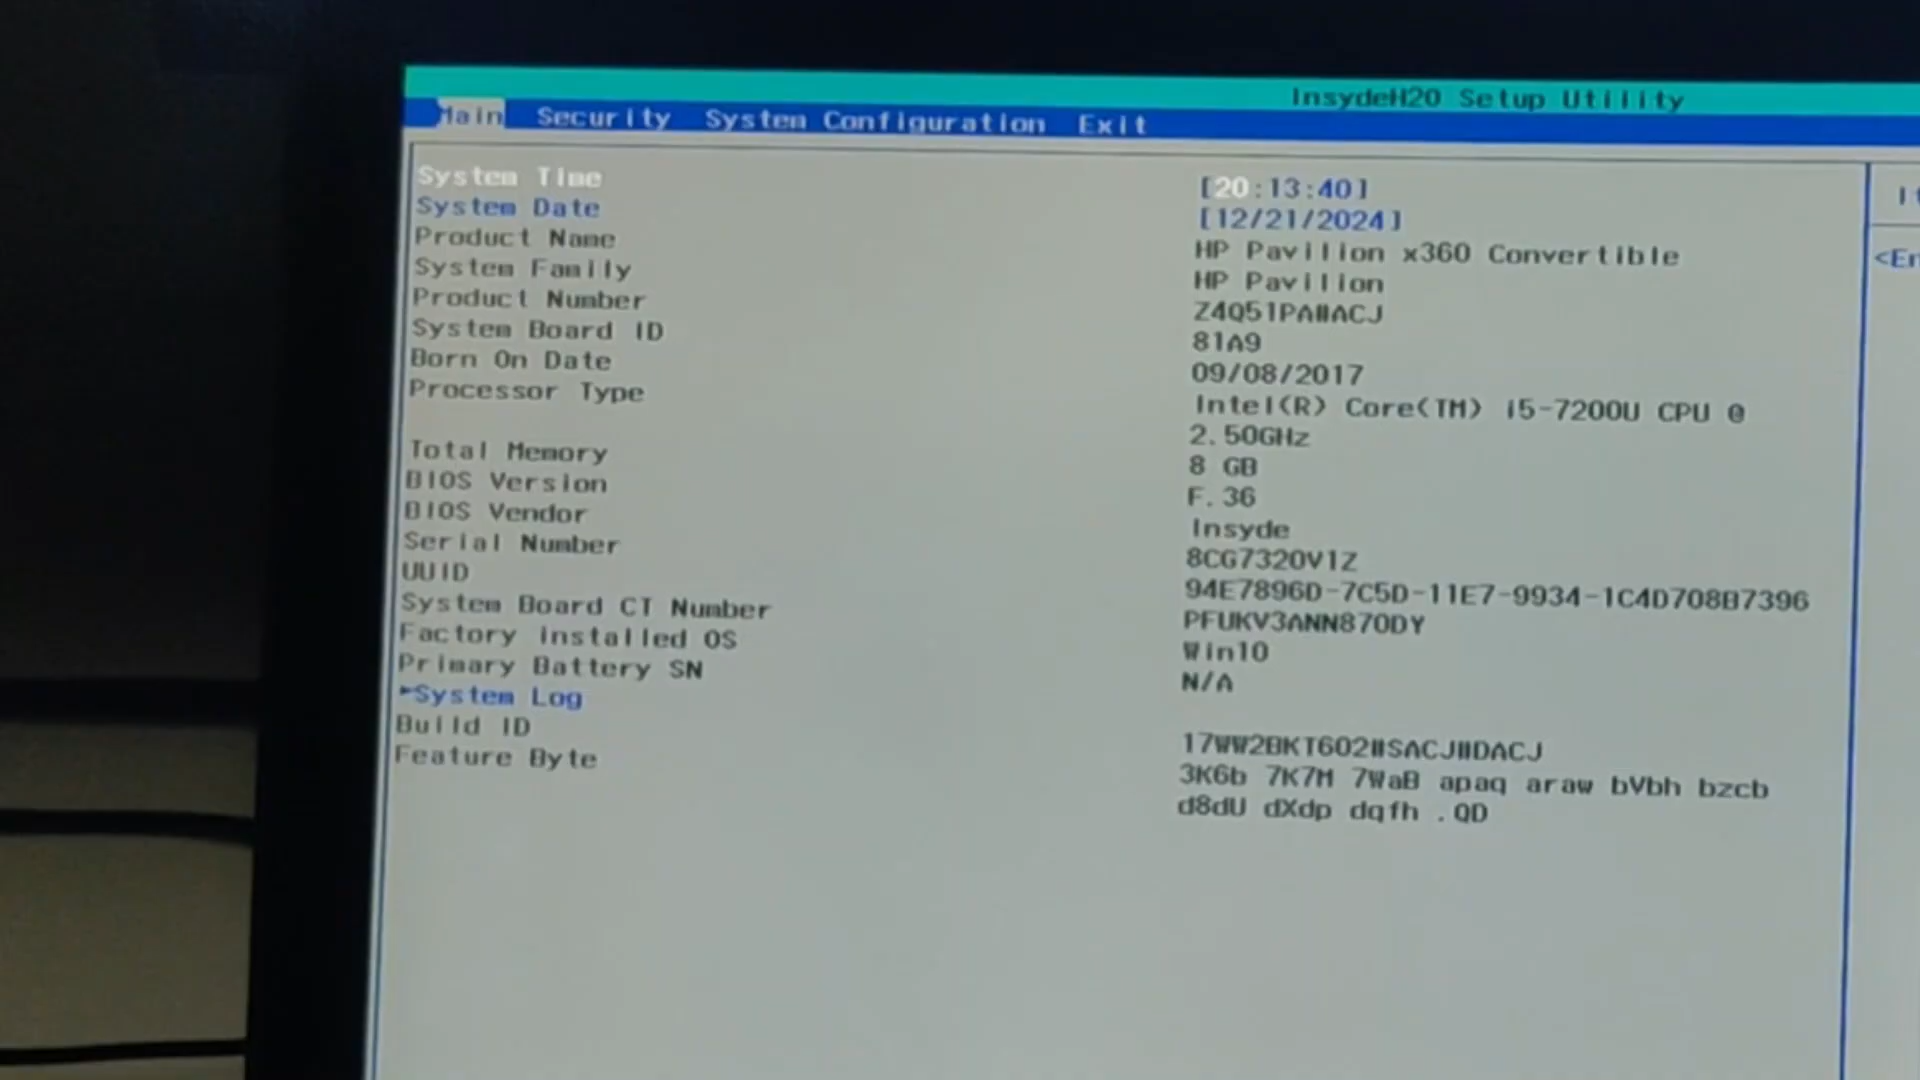 InsydeH20 Setup Utility
Main Security System Configuration Exit
System Time [20:13:40]
System Date [12/21/2024]
Product Name HP Pavilion x360 Convertible
System Family HP Pavilion
Product Number Z4Q51PA#ACJ
System Board ID 81A9
Born On Date 09/08/2017
Processor Type Intel(R) Core(TM) i5-7200U CPU @
2.50GHz
Total Memory 8 GB
BIOS Version F.36
BIOS Vendor Insyde
Serial Number 8CG7320V1Z
UUID 94E7896D-7C5D-11E7-9934-1C4D708B7396
System Board CT Number PFUKV3ANN870DY
Factory installed OS Win10
Primary Battery SN N/A
►System Log
Build ID 17WW2BKT602#SACJ#DACJ
Feature Byte 3K6b 7K7M 7WaB apaq araw bVbh bzcb
d8dU dXdp dqfh .QD